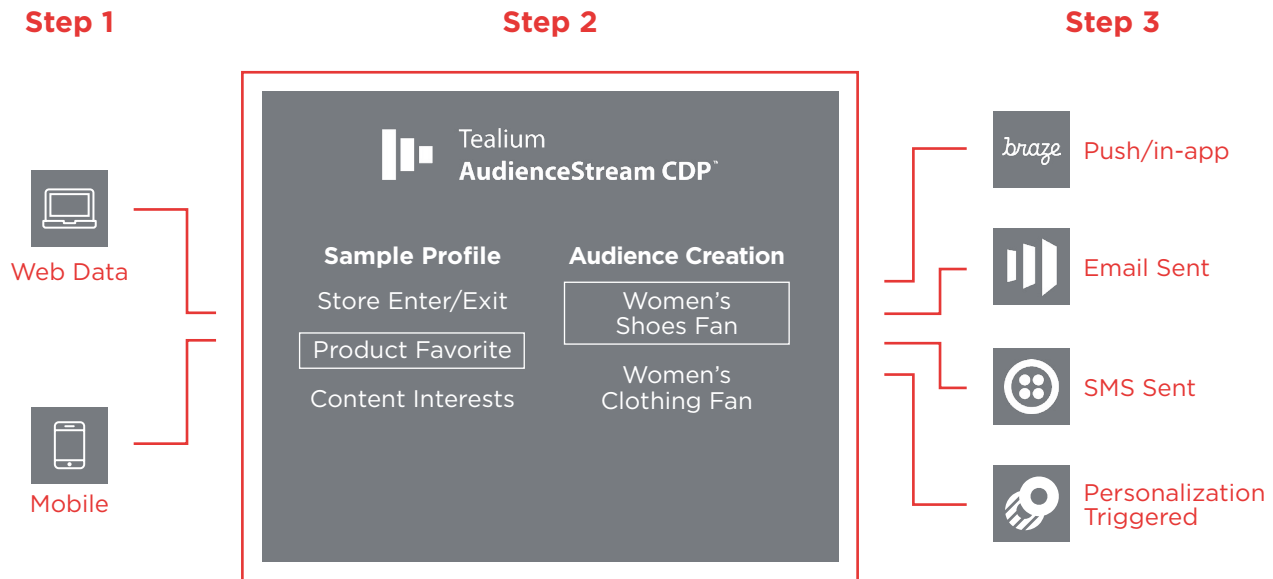 Step 1
Step 2
Step 3
Tealium
AudienceStream CDP™
Web Data
Mobile
Sample Profile
Store Enter/Exit
Product Favorite
Content Interests
Audience Creation
Women’s
Shoes Fan
Women’s
Clothing Fan
braze
Push/in-app
Email Sent
SMS Sent
Personalization
Triggered